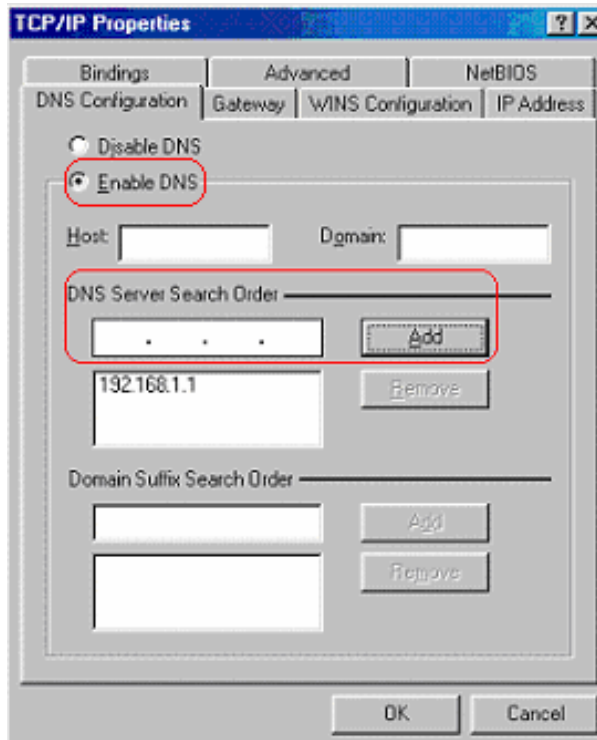 TCP/IP Properties
Bindings Advanced NetBIOS
DNS Configuration Gateway WINS Configuration IP Address
Disable DNS
Enable DNS
Host: Domain:
DNS Server Search Order
. . . Add
192.168.1.1 Remove
Domain Suffix Search Order
Add
Remove
OK Cancel